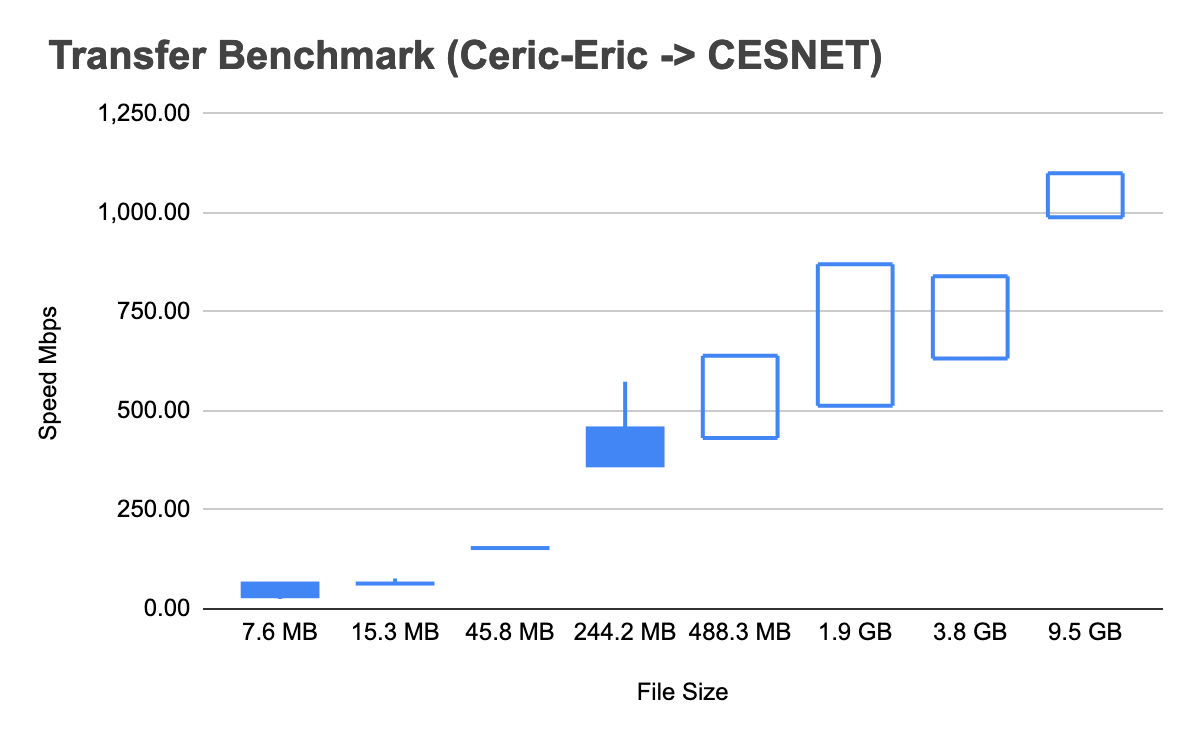 Transfer Benchmark (Ceric-Eric -> CESNET)
1,250.00
1,000.00
750.00
500.00
250.00
0.00
Speed Mbps
7.6 MB 15.3 MB 45.8 MB 244.2 MB 488.3 MB 1.9 GB 3.8 GB 9.5 GB
File Size